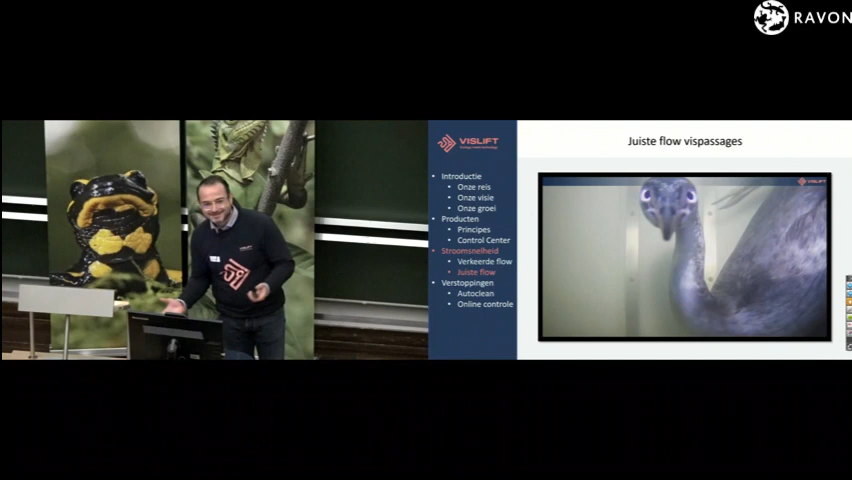 RAVON
VISLIFT
Juiste flow vispassages
VISLIFT
Introductie
Onze reis
Onze visie
Onze groei
Producten
Principes
Control Center
Stroomsnelheid
Verkeerde flow
Juiste flow
Verstoppingen
Autoclean
Online controle